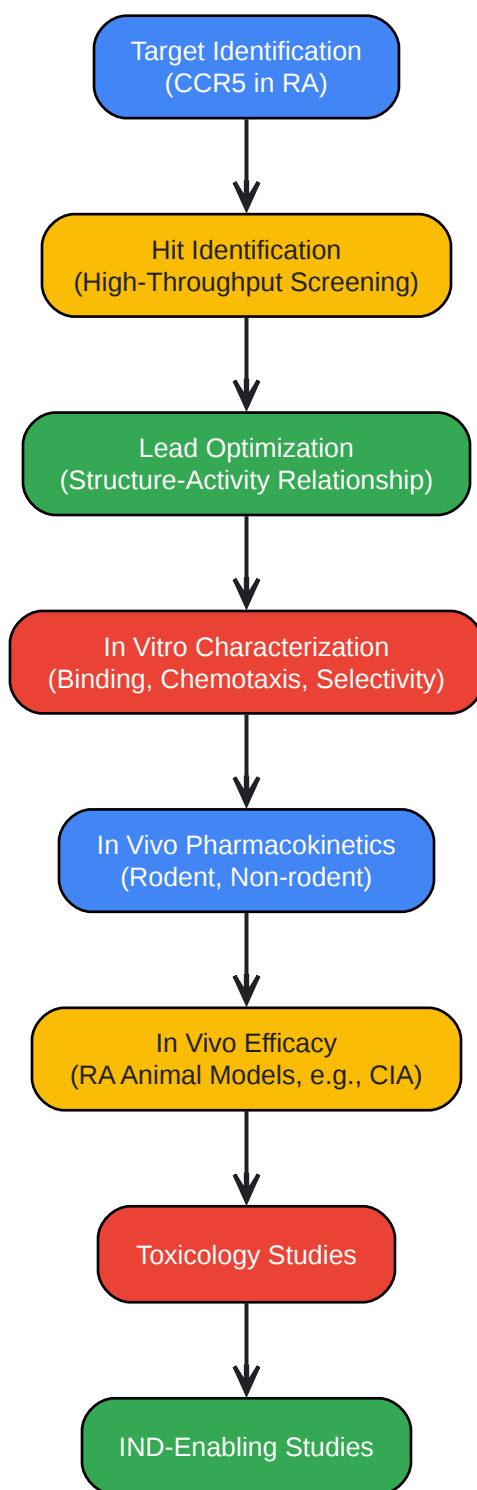 Target Identification
(CCR5 in RA)
Hit Identification
(High-Throughput Screening)
Lead Optimization
(Structure-Activity Relationship)
In Vitro Characterization
(Binding, Chemotaxis, Selectivity)
In Vivo Pharmacokinetics
(Rodent, Non-rodent)
In Vivo Efficacy
(RA Animal Models, e.g., CIA)
Toxicology Studies
IND-Enabling Studies